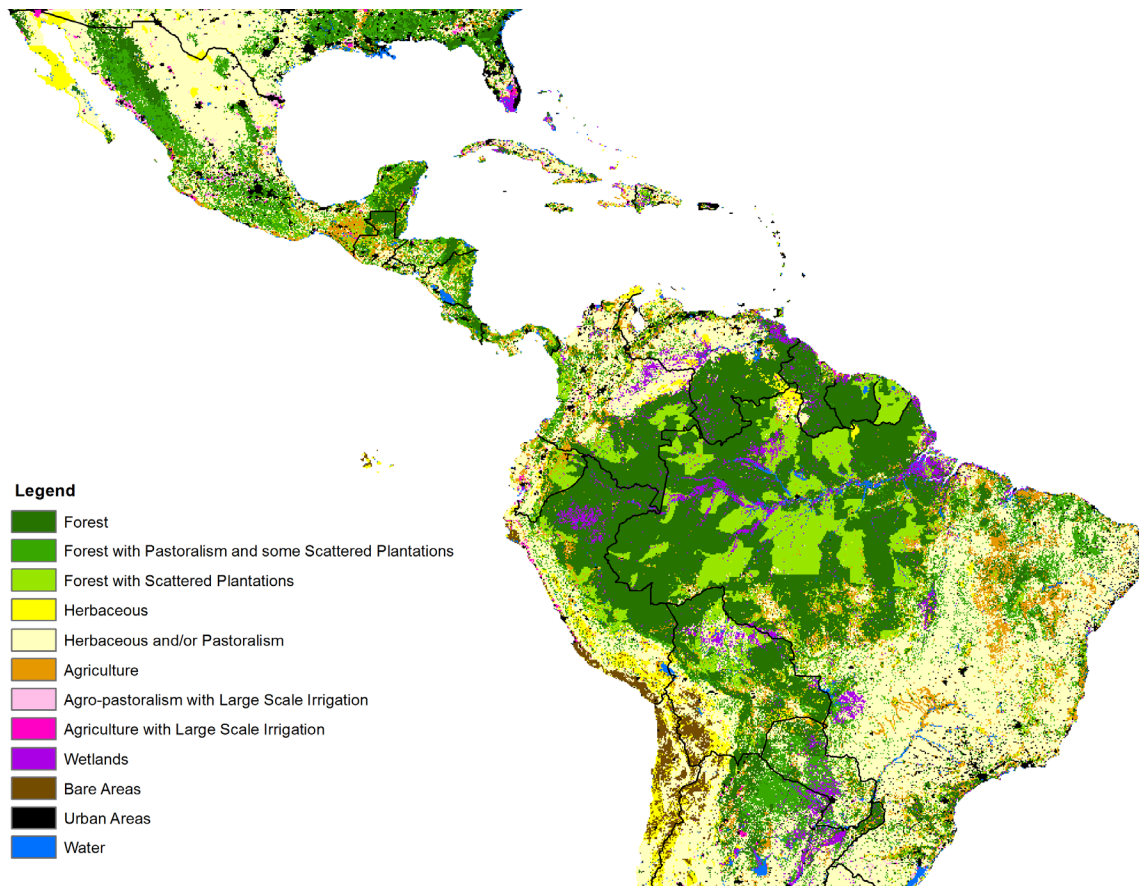 Legend
Forest
Forest with Pastoralism and some Scattered Plantations
Forest with Scattered Plantations
Herbaceous
Herbaceous and/or Pastoralism
Agriculture
Agro-pastoralism with Large Scale Irrigation
Agriculture with Large Scale Irrigation
Wetlands
Bare Areas
Urban Areas
Water